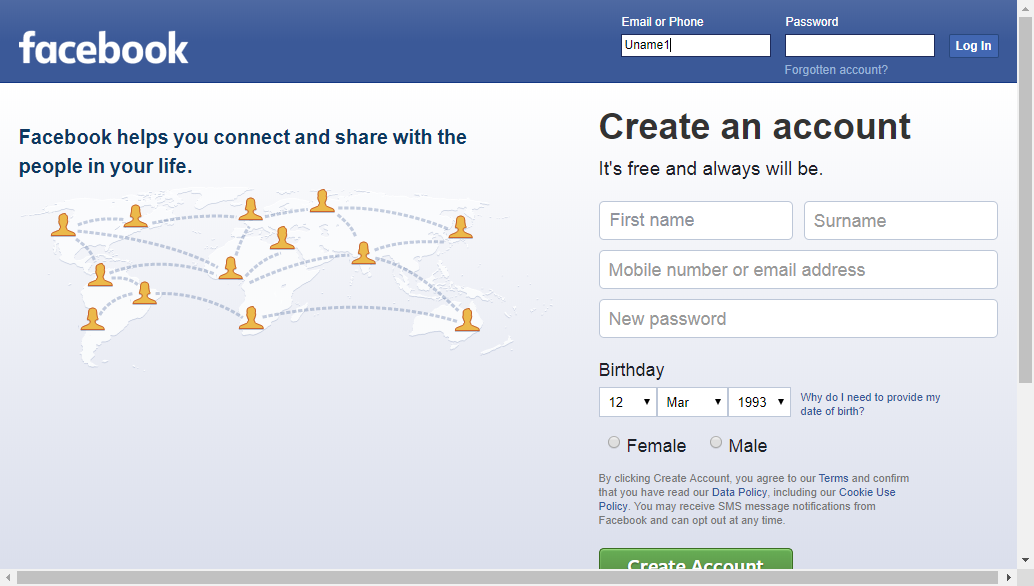 facebook
Email or Phone
Password
Uname1
Log In
Forgotten account?
Facebook helps you connect and share with the
people in your life.
Create an account
It's free and always will be.
First name
Surname
Mobile number or email address
New password
Birthday
12 Mar 1993
Why do I need to provide my
date of birth?
Female Male
By clicking Create Account, you agree to our Terms and confirm
that you have read our Data Policy, including our Cookie Use
Policy. You may receive SMS message notifications from
Facebook and can opt out at any time.
Create Account